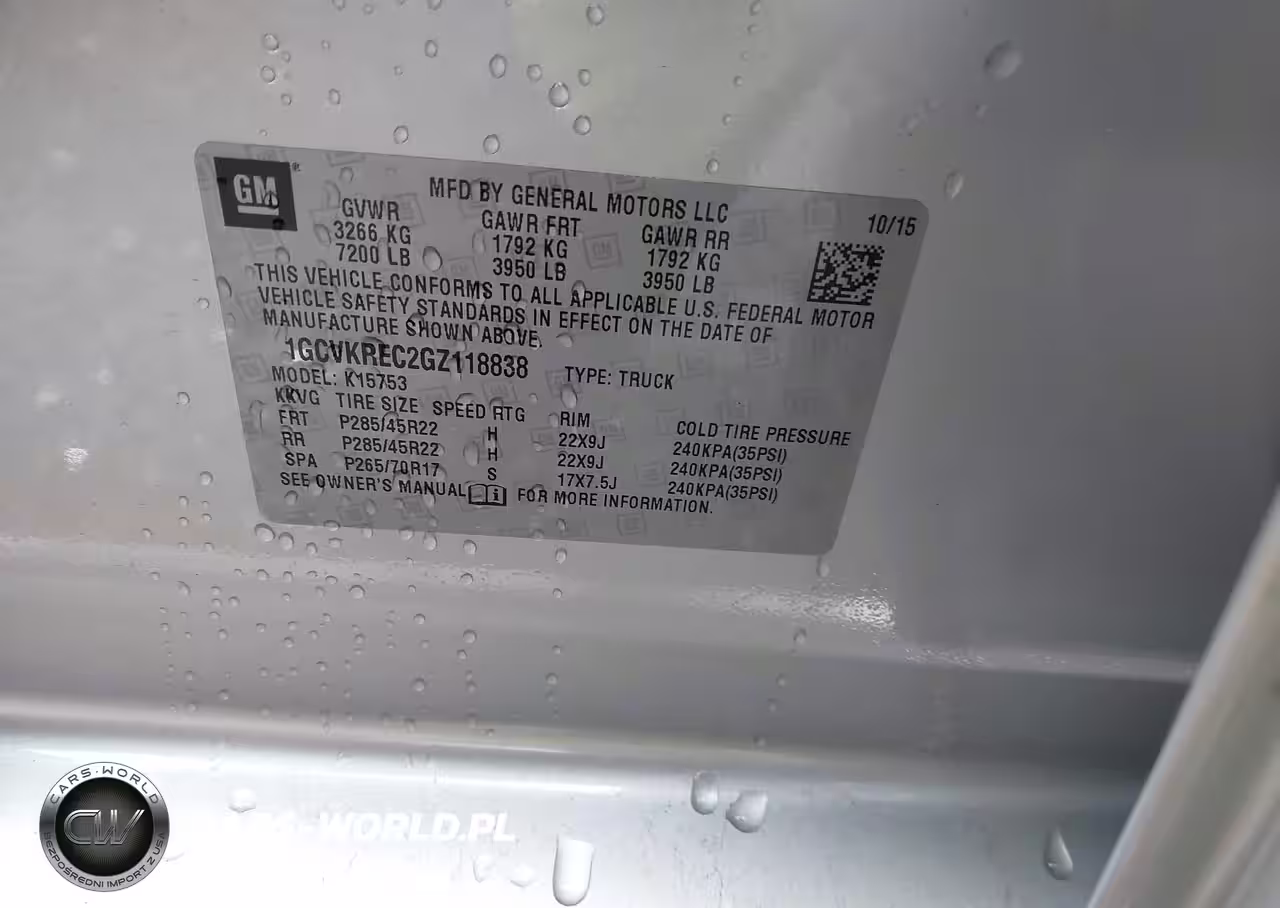 GM
®
MFD BY GENERAL MOTORS LLC
10/15
GVWR GAWR FRT GAWR RR
3266 KG 1792 KG 1792 KG
7200 LB 3950 LB 3950 LB
THIS VEHICLE CONFORMS TO ALL APPLICABLE U.S. FEDERAL MOTOR
VEHICLE SAFETY STANDARDS IN EFFECT ON THE DATE OF
MANUFACTURE SHOWN ABOVE.
1GCVKREC2GZ118838 TYPE: TRUCK
MODEL: K15753
KKVG TIRE SIZE SPEED RTG RIM COLD TIRE PRESSURE
FRT P285/45R22 H 22X9J 240KPA(35PSI)
RR P285/45R22 H 22X9J 240KPA(35PSI)
SPA P265/70R17 S 17X7.5J 240KPA(35PSI)
SEE OWNER'S MANUAL i FOR MORE INFORMATION.
CARS-WORLD
CW
BEZPOŚREDNI IMPORT Z USA
-WORLD.PL